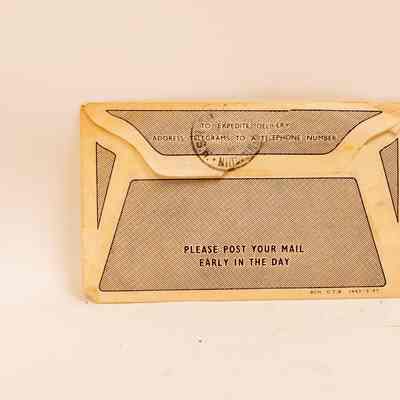 TO EXPEDITE DELIVERY
ADDRESS TELEGRAMS TO A TELEPHONE NUMBER
PLEASE POST YOUR MAIL
EARLY IN THE DAY